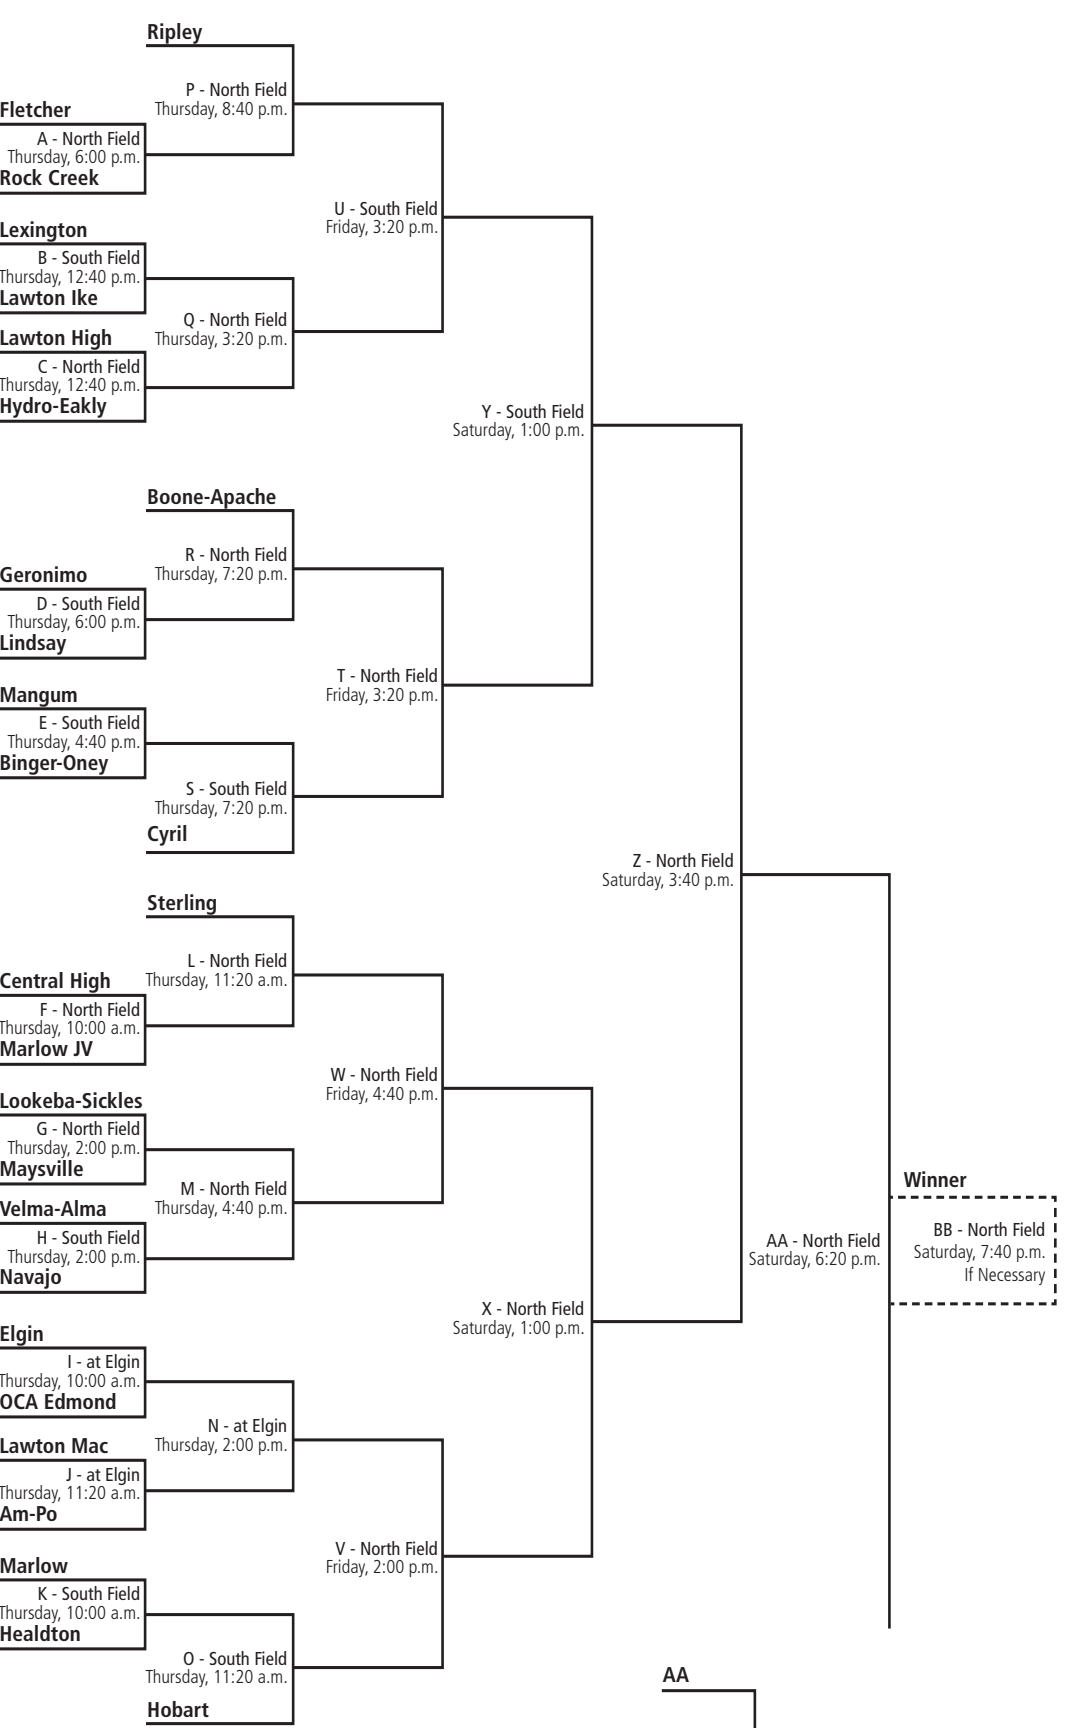 Ripley
P - North Field
Thursday, 8:40 p.m.
Fletcher
A - North Field
Thursday, 6:00 p.m.
Rock Creek
U - South Field
Friday, 3:20 p.m.
Lexington
B - South Field
Thursday, 12:40 p.m.
Lawton Ike
Q - North Field
Thursday, 3:20 p.m.
Lawton High
C - North Field
Thursday, 12:40 p.m.
Hydro-Eakly
Y - South Field
Saturday, 1:00 p.m.
Boone-Apache
R - North Field
Thursday, 7:20 p.m.
Geronimo
D - South Field
Thursday, 6:00 p.m.
Lindsay
T - North Field
Friday, 3:20 p.m.
Mangum
E - South Field
Thursday, 4:40 p.m.
Binger-Oney
S - South Field
Thursday, 7:20 p.m.
Cyril
Z - North Field
Saturday, 3:40 p.m.
Sterling
L - North Field
Thursday, 11:20 a.m.
Central High
F - North Field
Thursday, 10:00 a.m.
Marlow JV
W - North Field
Friday, 4:40 p.m.
Lookeba-Sickles
G - North Field
Thursday, 2:00 p.m.
Maysville
M - North Field
Thursday, 4:40 p.m.
Velma-Alma
H - South Field
Thursday, 2:00 p.m.
Navajo
Winner
BB - North Field
Saturday, 7:40 p.m.
If Necessary
AA - North Field
Saturday, 6:20 p.m.
X - North Field
Saturday, 1:00 p.m.
Elgin
I - at Elgin
Thursday, 10:00 a.m.
OCA Edmond
N - at Elgin
Thursday, 2:00 p.m.
Lawton Mac
J - at Elgin
Thursday, 11:20 a.m.
Am-Po
V - North Field
Friday, 2:00 p.m.
Marlow
K - South Field
Thursday, 10:00 a.m.
Healdton
O - South Field
Thursday, 11:20 a.m.
Hobart
AA